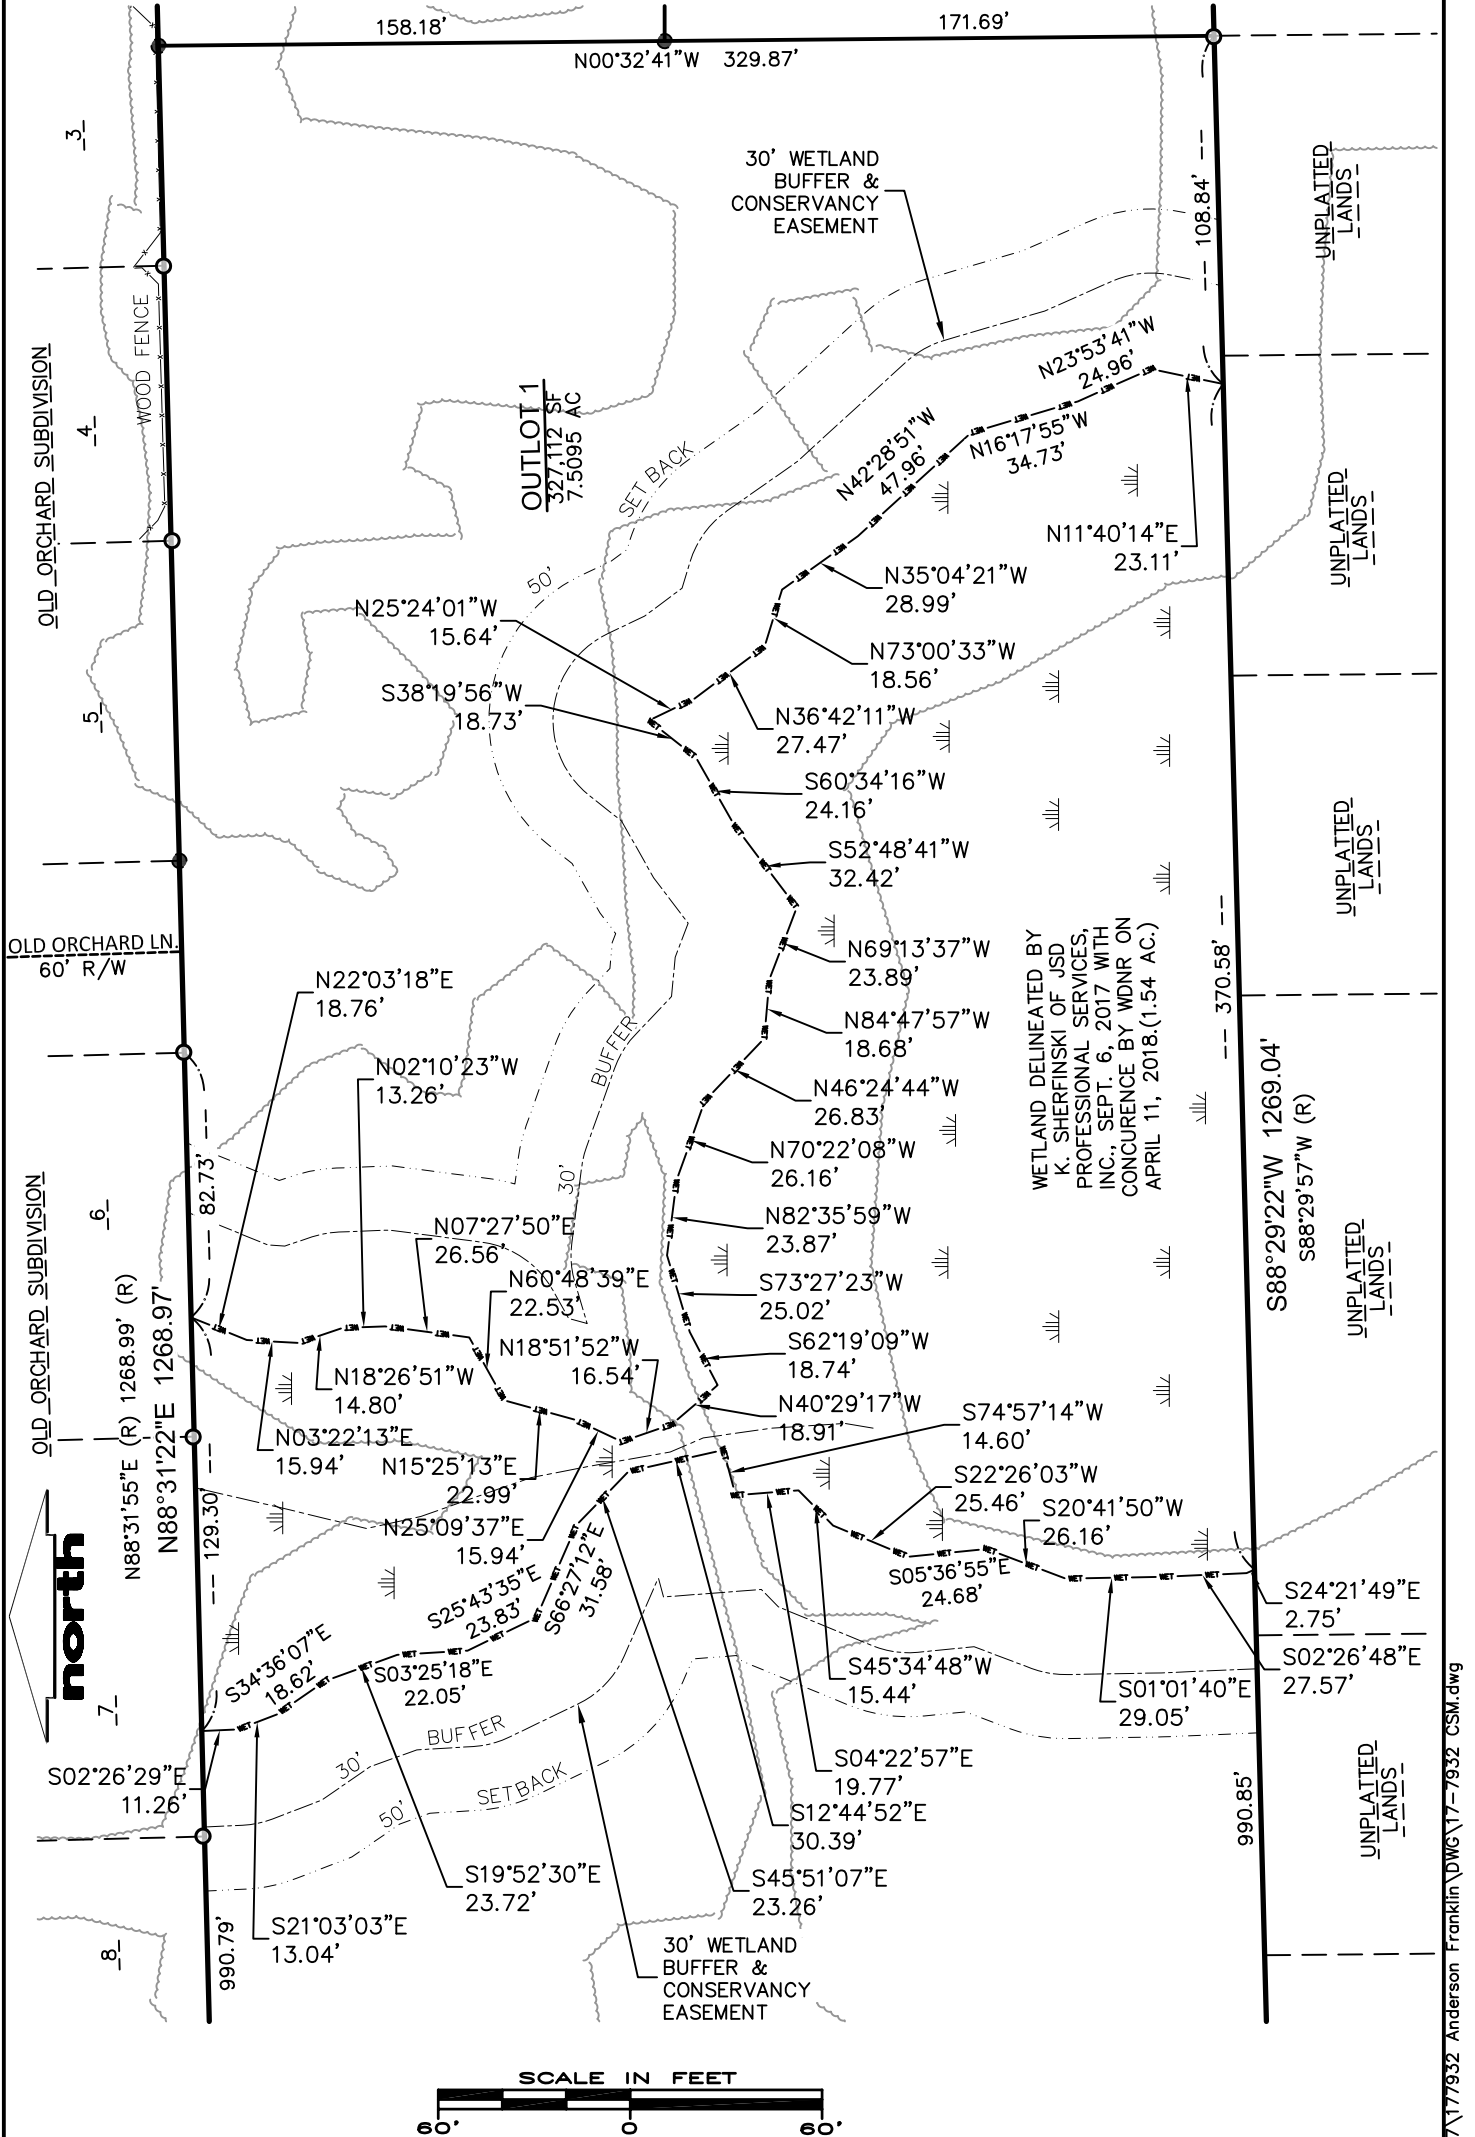 158.18'
171.69'
N00°32'41"W 329.87'
3
30' WETLAND
BUFFER &
CONSERVANCY
EASEMENT
108.84'
UNPLATTED
LANDS
WOOD FENCE
OLD ORCHARD SUBDIVISION
4
OUTLOT 1
327,112 SF
7.5095 AC
SETBACK
50'
N23°53'41"W
24.96'
N16°17'55"W
34.73'
N42°28'51"W
47.96'
N11°40'14"E
23.11'
UNPLATTED
LANDS
N35°04'21"W
28.99'
N25°24'01"W
15.64'
N73°00'33"W
18.56'
S38°19'56"W
18.73'
5
N36°42'11"W
27.47'
S60°34'16"W
24.16'
S52°48'41"W
32.42'
UNPLATTED
LANDS
OLD ORCHARD LN.
60' R/W
N69°13'37"W
23.89'
N22°03'18"E
18.76'
N84°47'57"W
18.68'
WETLAND DELINEATED BY
K. SHERFINSKI OF JSD
PROFESSIONAL SERVICES,
INC., SEPT. 6, 2017 WITH
CONCURENCE BY WDNR ON
APRIL 11, 2018.(1.54 AC.)
370.58'
BUFFER
30'
N02°10'23"W
13.26'
N46°24'44"W
26.83'
N70°22'08"W
26.16'
S88°29'22"W 1269.04'
S88°29'57"W (R)
82.73'
6
OLD ORCHARD SUBDIVISION
N82°35'59"W
23.87'
N07°27'50"E
26.56'
UNPLATTED
LANDS
N60°48'39"E
22.53'
S73°27'23"W
25.02'
N18°51'52"W
16.54'
S62°19'09"W
18.74'
N88°31'55"E (R) 1268.99' (R)
N88°31'22"E 1268.97'
N18°26'51"W
14.80'
N40°29'17"W
18.91'
S74°57'14"W
14.60'
N03°22'13"E
15.94'
N15°25'13"E
22.99'
S22°26'03"W
25.46'
S20°41'50"W
26.16'
129.30'
N25°09'37"E
15.94'
north
S66°27'12"E
31.58'
S25°43'35"E
23.83'
S05°36'55"E
24.68'
S24°21'49"E
2.75'
S34°36'07"E
18.62'
S03°25'18"E
22.05'
S45°34'48"W
15.44'
S02°26'48"E
27.57'
S01°01'40"E
29.05'
7
BUFFER
30'
S02°26'29"E
11.26'
S04°22'57"E
19.77'
SETBACK
50'
S12°44'52"E
30.39'
990.85'
UNPLATTED
LANDS
S19°52'30"E
23.72'
S45°51'07"E
23.26'
S21°03'03"E
13.04'
8
990.79'
30' WETLAND
BUFFER &
CONSERVANCY
EASEMENT
SCALE IN FEET
60' 0 60'
177932 Anderson Franklin\DWG\17-7932 CSM.dwg